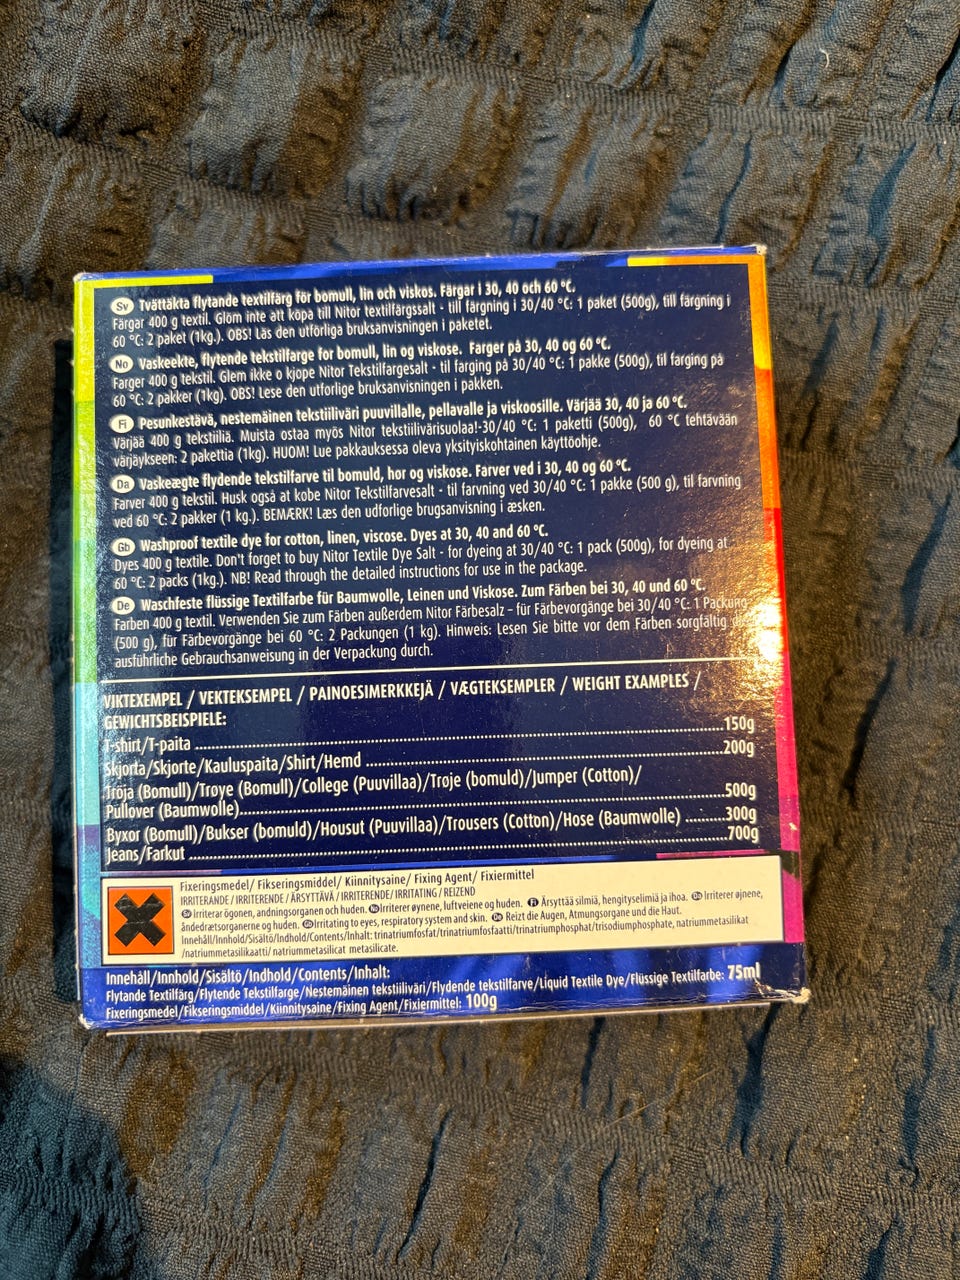 Sv Tvättäkta flytande textilfärg för bomull, lin och viskos. Färgar i 30, 40 och 60 °C.
Färgar 400 g textil. Glöm inte att köpa till Nitor textilfärgssalt - till färgning i 30/40 °C: 1 paket (500g), till färgning i
60 °C: 2 paket (1kg.). OBS! Läs den utförliga bruksanvisningen i paketet.
No Vaskeekte, flytende tekstilfarge for bomull, lin og viskose. Farger på 30, 40 og 60 °C.
Farger 400 g tekstil. Glem ikke o kjope Nitor Tekstilfargesalt - til farging på 30/40 °C: 1 pakke (500g), til farging på
60 °C: 2 pakker (1kg). OBS! Lese den utforlige bruksanvisningen i pakken.
Fi Pesunkestävä, nestemäinen tekstiiliväri puuvillalle, pellavalle ja viskoosille. Värjää 30, 40 ja 60 °C.
Värjää 400 g tekstiiliä. Muista ostaa myös Nitor tekstiilivärisuolaa!-30/40 °C: 1 paketti (500g), 60 °C tehtävään
värjäykseen: 2 pakettia (1kg). HUOM! Lue pakkauksessa oleva yksityiskohtainen käyttöohje.
Da Vaskeægte flydende tekstilfarve til bomuld, hor og viskose. Farver ved i 30, 40 og 60 °C.
Farver 400 g tekstil. Husk også at kobe Nitor Tekstilfarvesalt - til farvning ved 30/40 °C: 1 pakke (500 g), til farvning
ved 60 °C: 2 pakker (1 kg.). BEMÆRK! Læs den udforlige brugsanvisning i æsken.
Gb Washproof textile dye for cotton, linen, viscose. Dyes at 30, 40 and 60 °C.
Dyes 400 g textile. Don't forget to buy Nitor Textile Dye Salt - for dyeing at 30/40 °C: 1 pack (500g), for dyeing at
60 °C: 2 packs (1kg.). NB! Read through the detailed instructions for use in the package.
De Waschfeste flüssige Textilfarbe für Baumwolle, Leinen und Viskose. Zum Färben bei 30, 40 und 60 °C.
Farben 400 g textil. Verwenden Sie zum Färben außerdem Nitor Färbesalz - für Färbevorgänge bei 30/40 °C: 1 Packung
(500 g), für Färbevorgänge bei 60 °C: 2 Packungen (1 kg). Hinweis: Lesen Sie bitte vor dem Färben sorgfältig
ausführliche Gebrauchsanweisung in der Verpackung durch.
VIKTEXEMPEL / VEKTEKSEMPEL / PAINOESIMERKKEJÄ / VÆGTEKSEMPLER / WEIGHT EXAMPLES /
GEWICHTSBEISPIELE:
T-shirt/T-paita 150g
Skjorta/Skjorte/Kauluspaita/Shirt/Hemd 200g
Tröja (Bomull)/Troye (Bomull)/College (Puuvillaa)/Trøje (bomuld)/Jumper (Cotton)/
Pullover (Baumwolle) 500g
Byxor (Bomull)/Bukser (bomuld)/Housut (Puuvillaa)/Trousers (Cotton)/Hose (Baumwolle) 300g
Jeans/Farkut 700g
Fixeringsmedel/ Fikseringsmiddel/ Kiinnitysaine/ Fixing Agent/ Fixiermittel
IRRITERANDE / IRRITERENDE / ÄRSYTTÄVÄ / IRRITERENDE/ IRRITATING / REIZEND
Sv Irriterar ögonen, andningsorganen och huden. No Irriterer øynene, luftveiene og huden. Fi Ärsyttää silmiä, hengityselimiä ja ihoa. Da Irriterer øjnene,
åndedrætsorganerne og huden. Gb Irritating to eyes, respiratory system and skin. De Reizt die Augen, Atmungsorgane und die Haut.
Innehåll/Innhold/Sisältö/Indhold/Contents/Inhalt: trinatriumfosfat/trinatriumfosfaatti/trinatriumphosphat/trisodiumphosphate, natriummetasilikat
/natriummetasilikaatti/ natriummetasilicat metasilicate.
Innehåll/Innhold/Sisältö/Indhold/Contents/Inhalt:
Flytande Textilfärg/Flytende Tekstilfarge/Nestemäinen tekstiiliväri/Flydende tekstilfarve/Liquid Textile Dye/Flüssige Textilfarbe: 75ml
Fixeringsmedel/Fikseringsmiddel/Kiinnitysaine/Fixing Agent/Fixiermittel: 100g